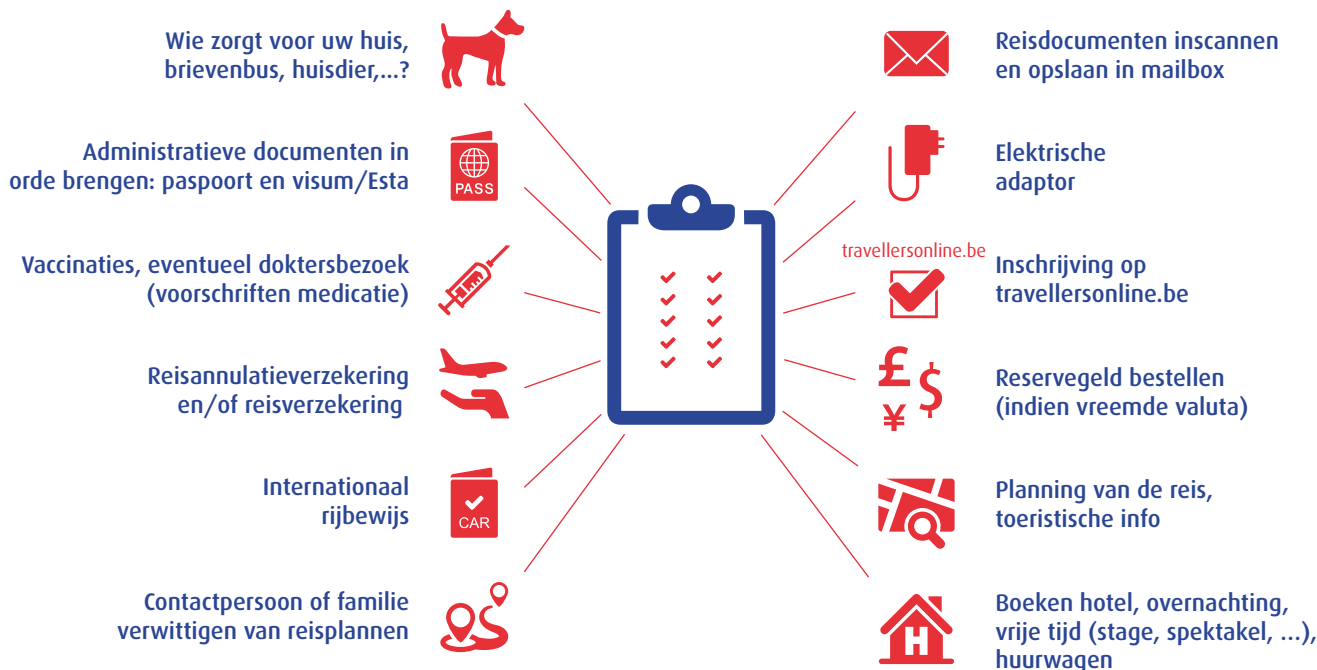 Wie zorgt voor uw huis,
brievenbus, huisdier,...?
Administratieve documenten in
orde brengen: paspoort en visum/Esta
PASS
Vaccinaties, eventueel doktersbezoek
(voorschriften medicatie)
Reisannulatieverzekering
en/of reisverzekering
Internationaal
rijbewijs
CAR
Contactpersoon of familie
verwittigen van reisplannen
Reisdocumenten inscannen
en opslaan in mailbox
Elektrische
adaptor
travellersonline.be
Inschrijving op
travellersonline.be
£
$
¥
Reservegeld bestellen
(indien vreemde valuta)
Planning van de reis,
toeristische info
H
Boeken hotel, overnachting,
vrije tijd (stage, spektakel, ...),
huurwagen